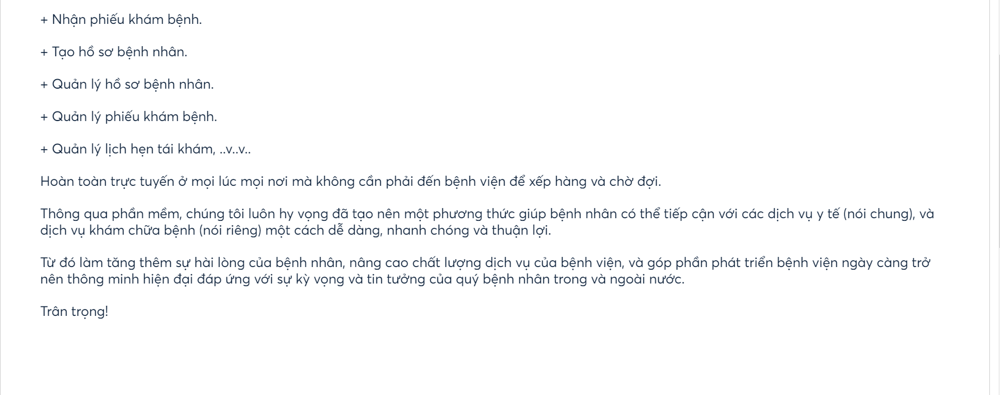 + Nhận phiếu khám bệnh.
+ Tạo hồ sơ bệnh nhân.
+ Quản lý hồ sơ bệnh nhân.
+ Quản lý phiếu khám bệnh.
+ Quản lý lịch hẹn tái khám, ..v..v..
Hoàn toàn trực tuyến ở mọi lúc mọi nơi mà không cần phải đến bệnh viện để xếp hàng và chờ đợi.
Thông qua phần mềm, chúng tôi luôn hy vọng đã tạo nên một phương thức giúp bệnh nhân có thể tiếp cận với các dịch vụ y tế (nói chung), và
dịch vụ khám chữa bệnh (nói riêng) một cách dễ dàng, nhanh chóng và thuận lợi.
Từ đó làm tăng thêm sự hài lòng của bệnh nhân, nâng cao chất lượng dịch vụ của bệnh viện, và góp phần phát triển bệnh viện ngày càng trở
nên thông minh hiện đại đáp ứng với sự kỳ vọng và tin tưởng của quý bệnh nhân trong và ngoài nước.
Trân trọng!